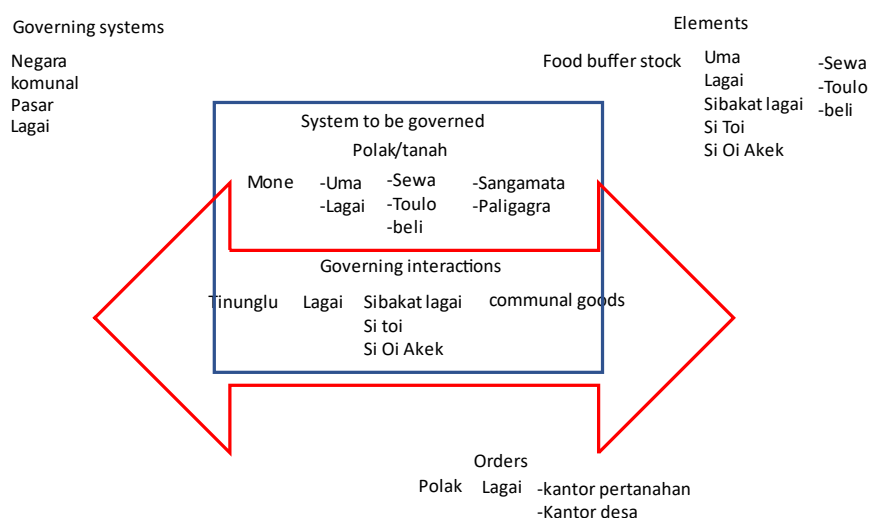 Governing systems
Negara
komunal
Pasar
Lagai
Elements
Food buffer stock
Uma
Lagai
Sibakat lagai
Si Toi
Si Oi Akek
-Sewa
-Toulo
-beli
System to be governed
Polak/tanah
Mone
-Uma
-Lagai
-Sewa
-Toulo
-beli
-Sangamata
-Paligagra
Governing interactions
Tinunglu
Lagai
Sibakat lagai
Si toi
Si Oi Akek
communal goods
Orders
Polak
Lagai
-kantor pertanahan
-Kantor desa